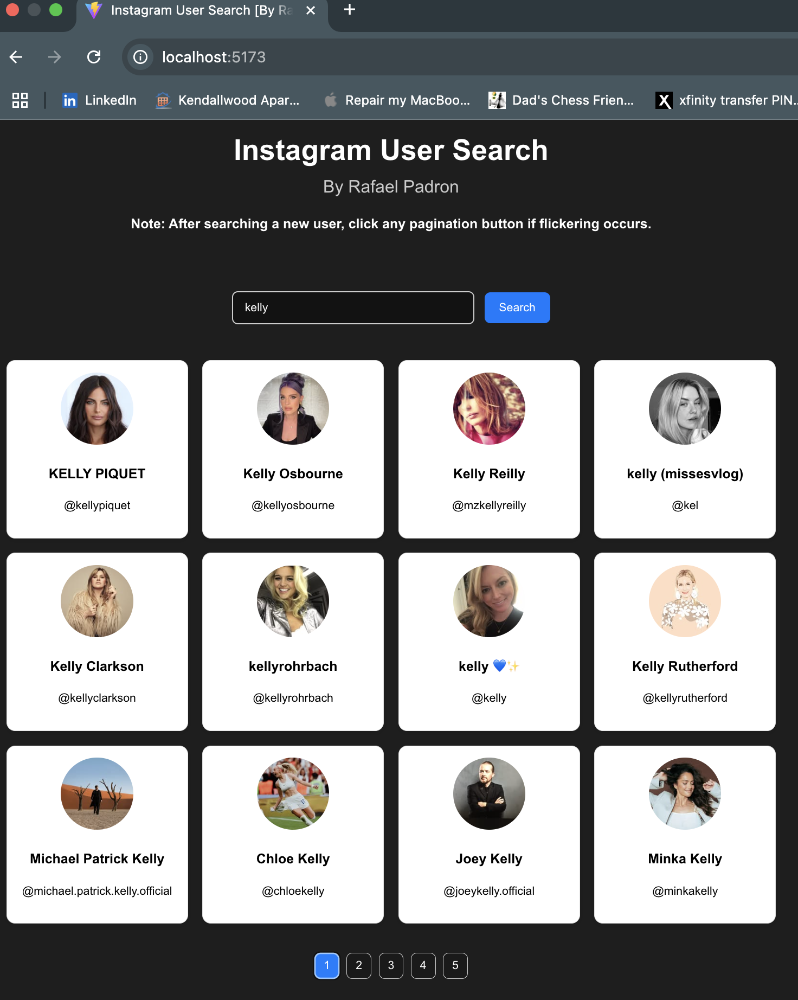 Instagram User Search [By Ra
localhost:5173
LinkedIn
Kendallwood Apar...
Repair my MacBoo...
Dad's Chess Frien...
xfinity transfer PIN..
Instagram User Search
By Rafael Padron
Note: After searching a new user, click any pagination button if flickering occurs.
kelly
Search
KELLY PIQUET
@kellypiquet
Kelly Osbourne
@kellyosbourne
Kelly Reilly
@mzkellyreilly
kelly (missesvlog)
@kel
Kelly Clarkson
@kellyclarkson
kellyrohrbach
@kellyrohrbach
kelly 💙✨
@kelly
Kelly Rutherford
@kellyrutherford
Michael Patrick Kelly
@michael.patrick.kelly.official
Chloe Kelly
@chloekelly
Joey Kelly
@joeykelly.official
Minka Kelly
@minkakelly
1 2 3 4 5